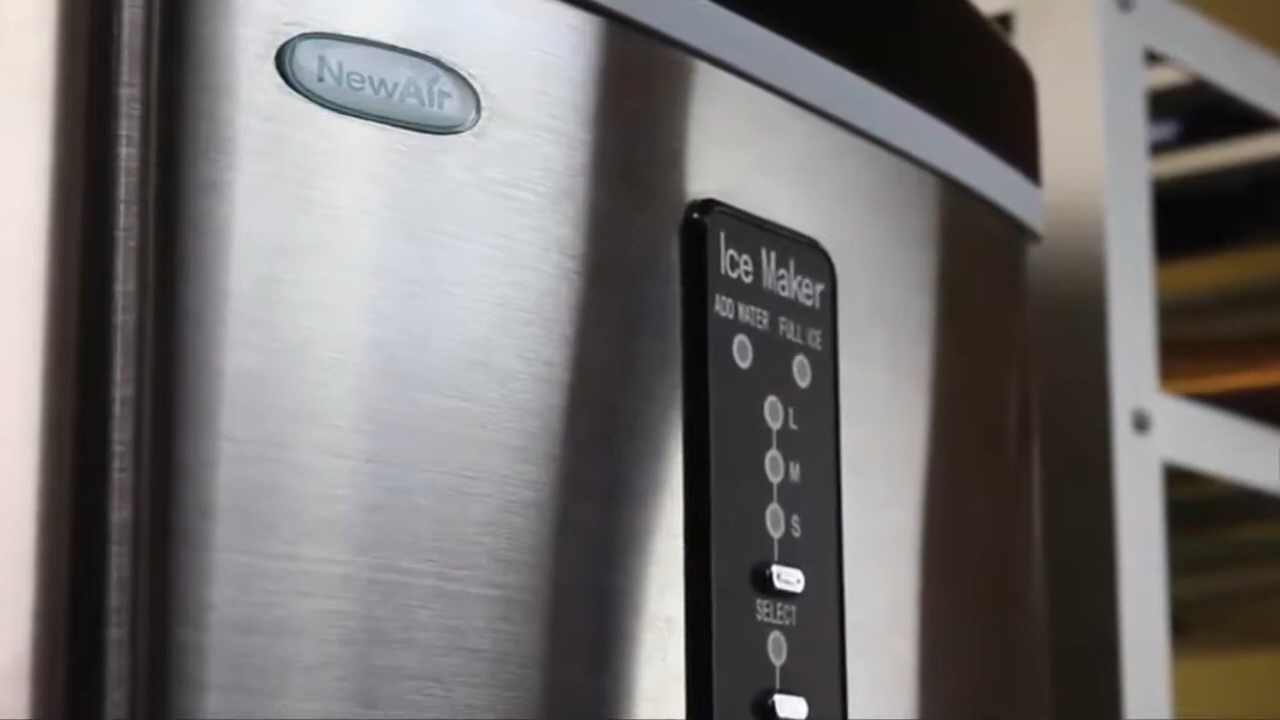 NewAir
Ice Maker
ADD WATER FULL ICE
L
M
S
SELECT